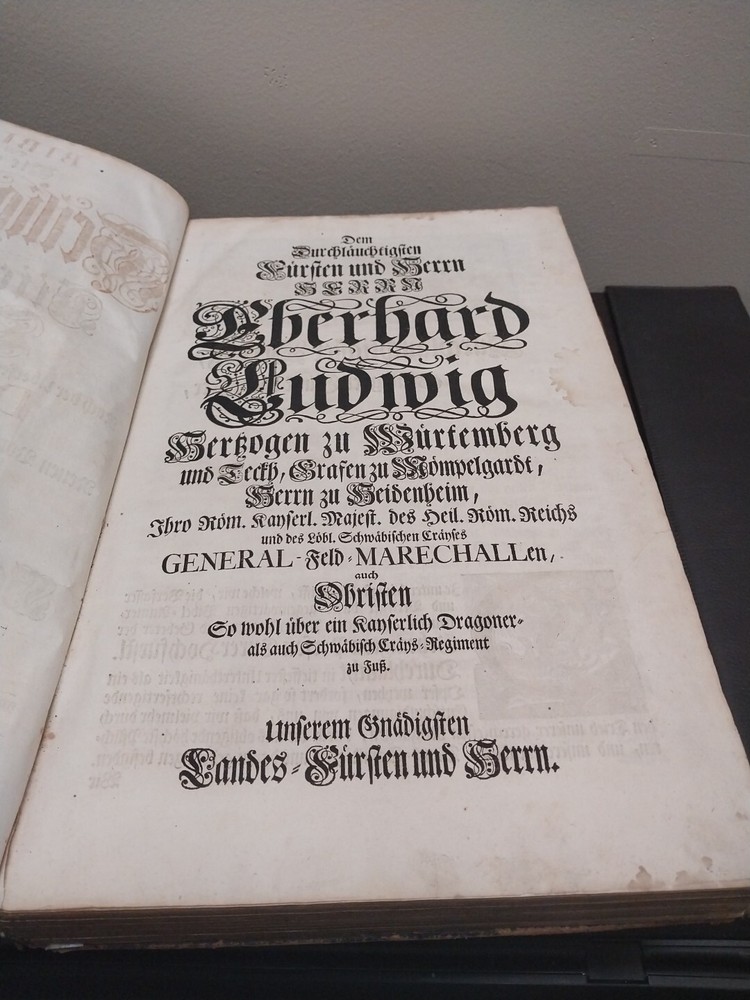 Dem
Durchläuchtigsten
Fürsten und Herrn
HERRN
Eberhard
Ludwig
Hertzogen zu Würtemberg
und Teckh, Grafen zu Mömpelgardt,
Herrn zu Heidenheim,
Ihro Röm. Kayserl. Majest. des Heil. Röm. Reichs
und des Löbl. Schwäbischen Cräyses
GENERAL-Feld-MARECHALLen,
auch
Obristen
So wohl über ein Kayserlich Dragoner-
als auch Schwäbisch Cräys-Regiment
zu Fuß.
Unserem Gnädigsten
Landes-Fürsten und Herrn.